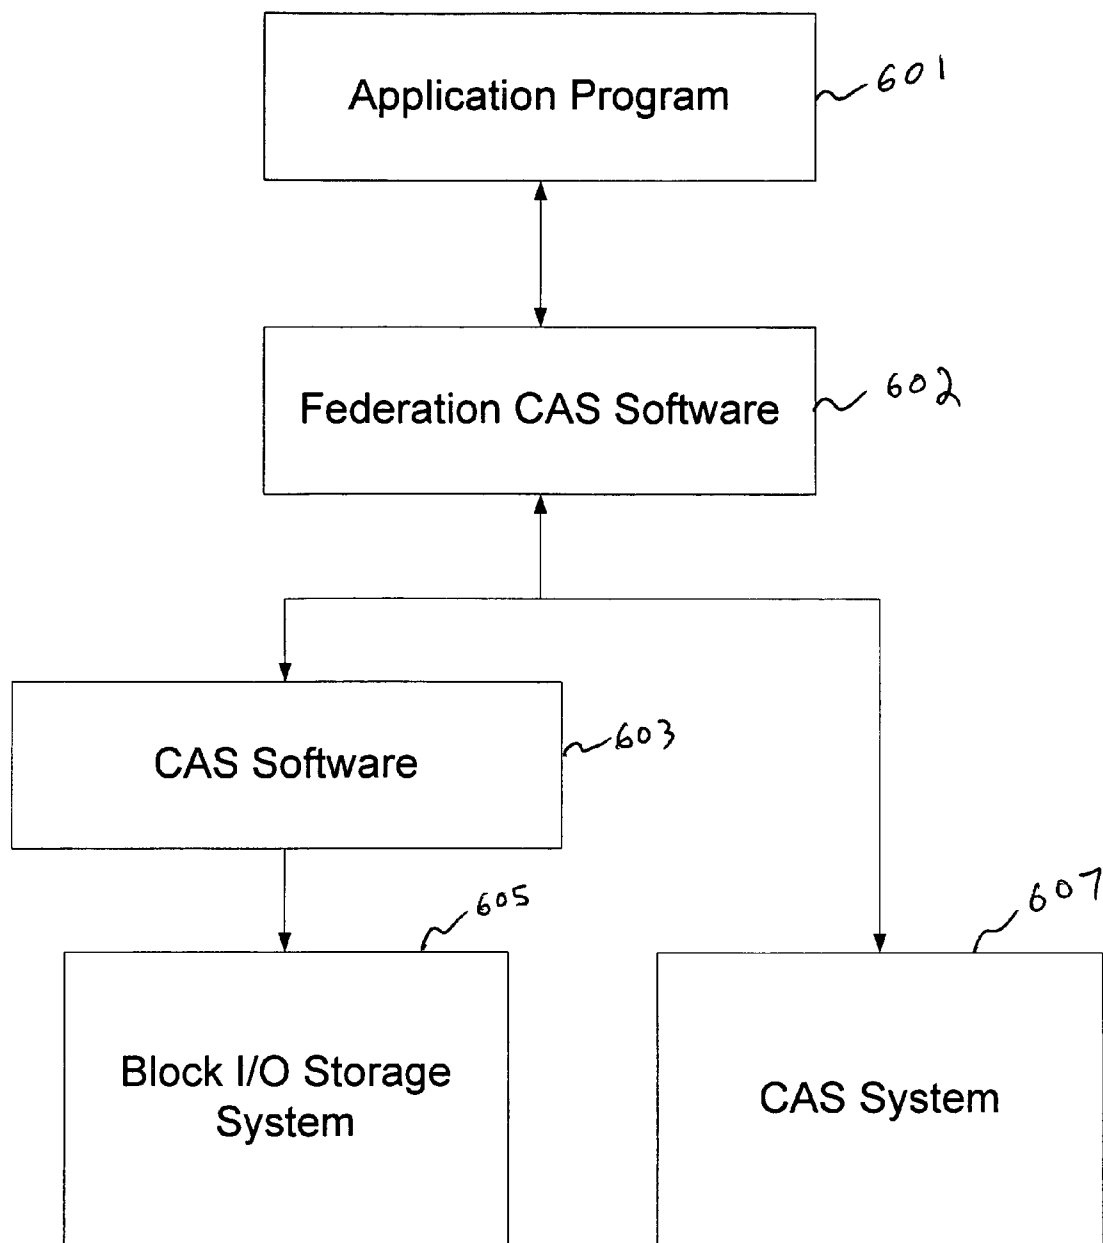 Application Program
601
Federation CAS Software
602
CAS Software
603
605
607
Block I/O Storage
System
CAS System